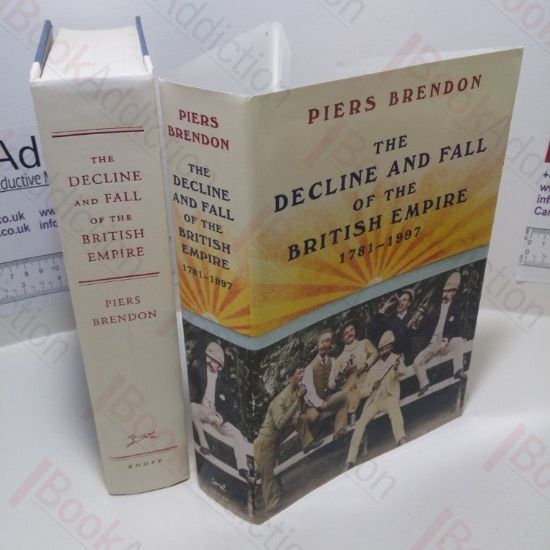 THE
DECLINE
AND FALL
OF THE
BRITISH
EMPIRE
PIERS
BRENDON
KNOPF
PIERS
BRENDON
THE
DECLINE
AND FALL
OF THE
BRITISH
EMPIRE
1781–1997
PIERS BRENDON
THE
DECLINE AND FALL
OF THE
BRITISH EMPIRE
1781–1997
BookAddiction